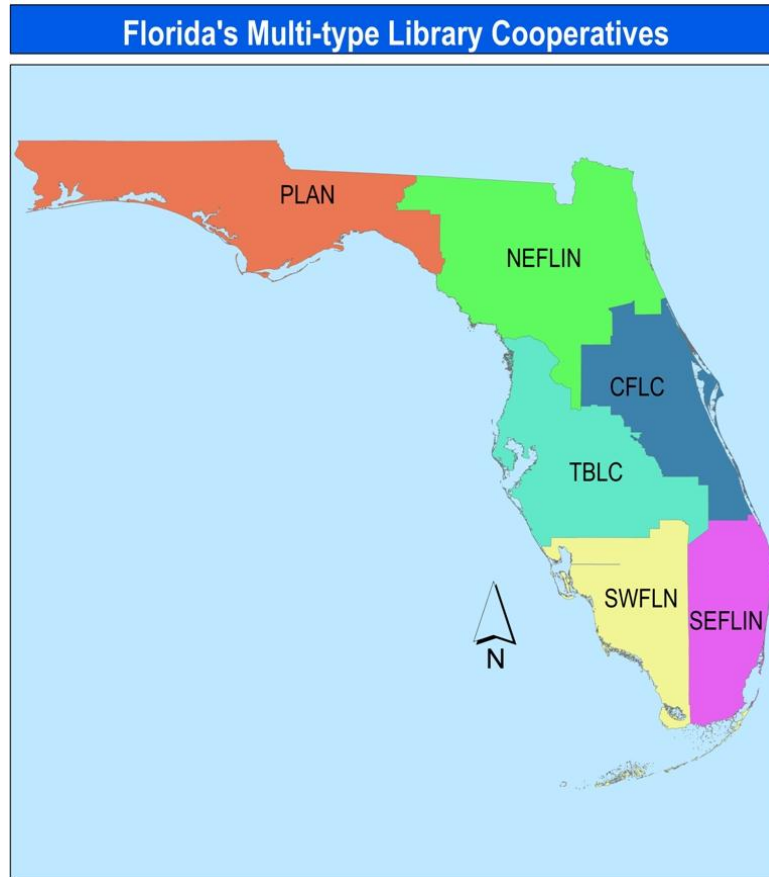 Florida's Multi-type Library Cooperatives
PLAN
NEFLIN
CFLC
TBLC
SWFLN
SEFLIN
N